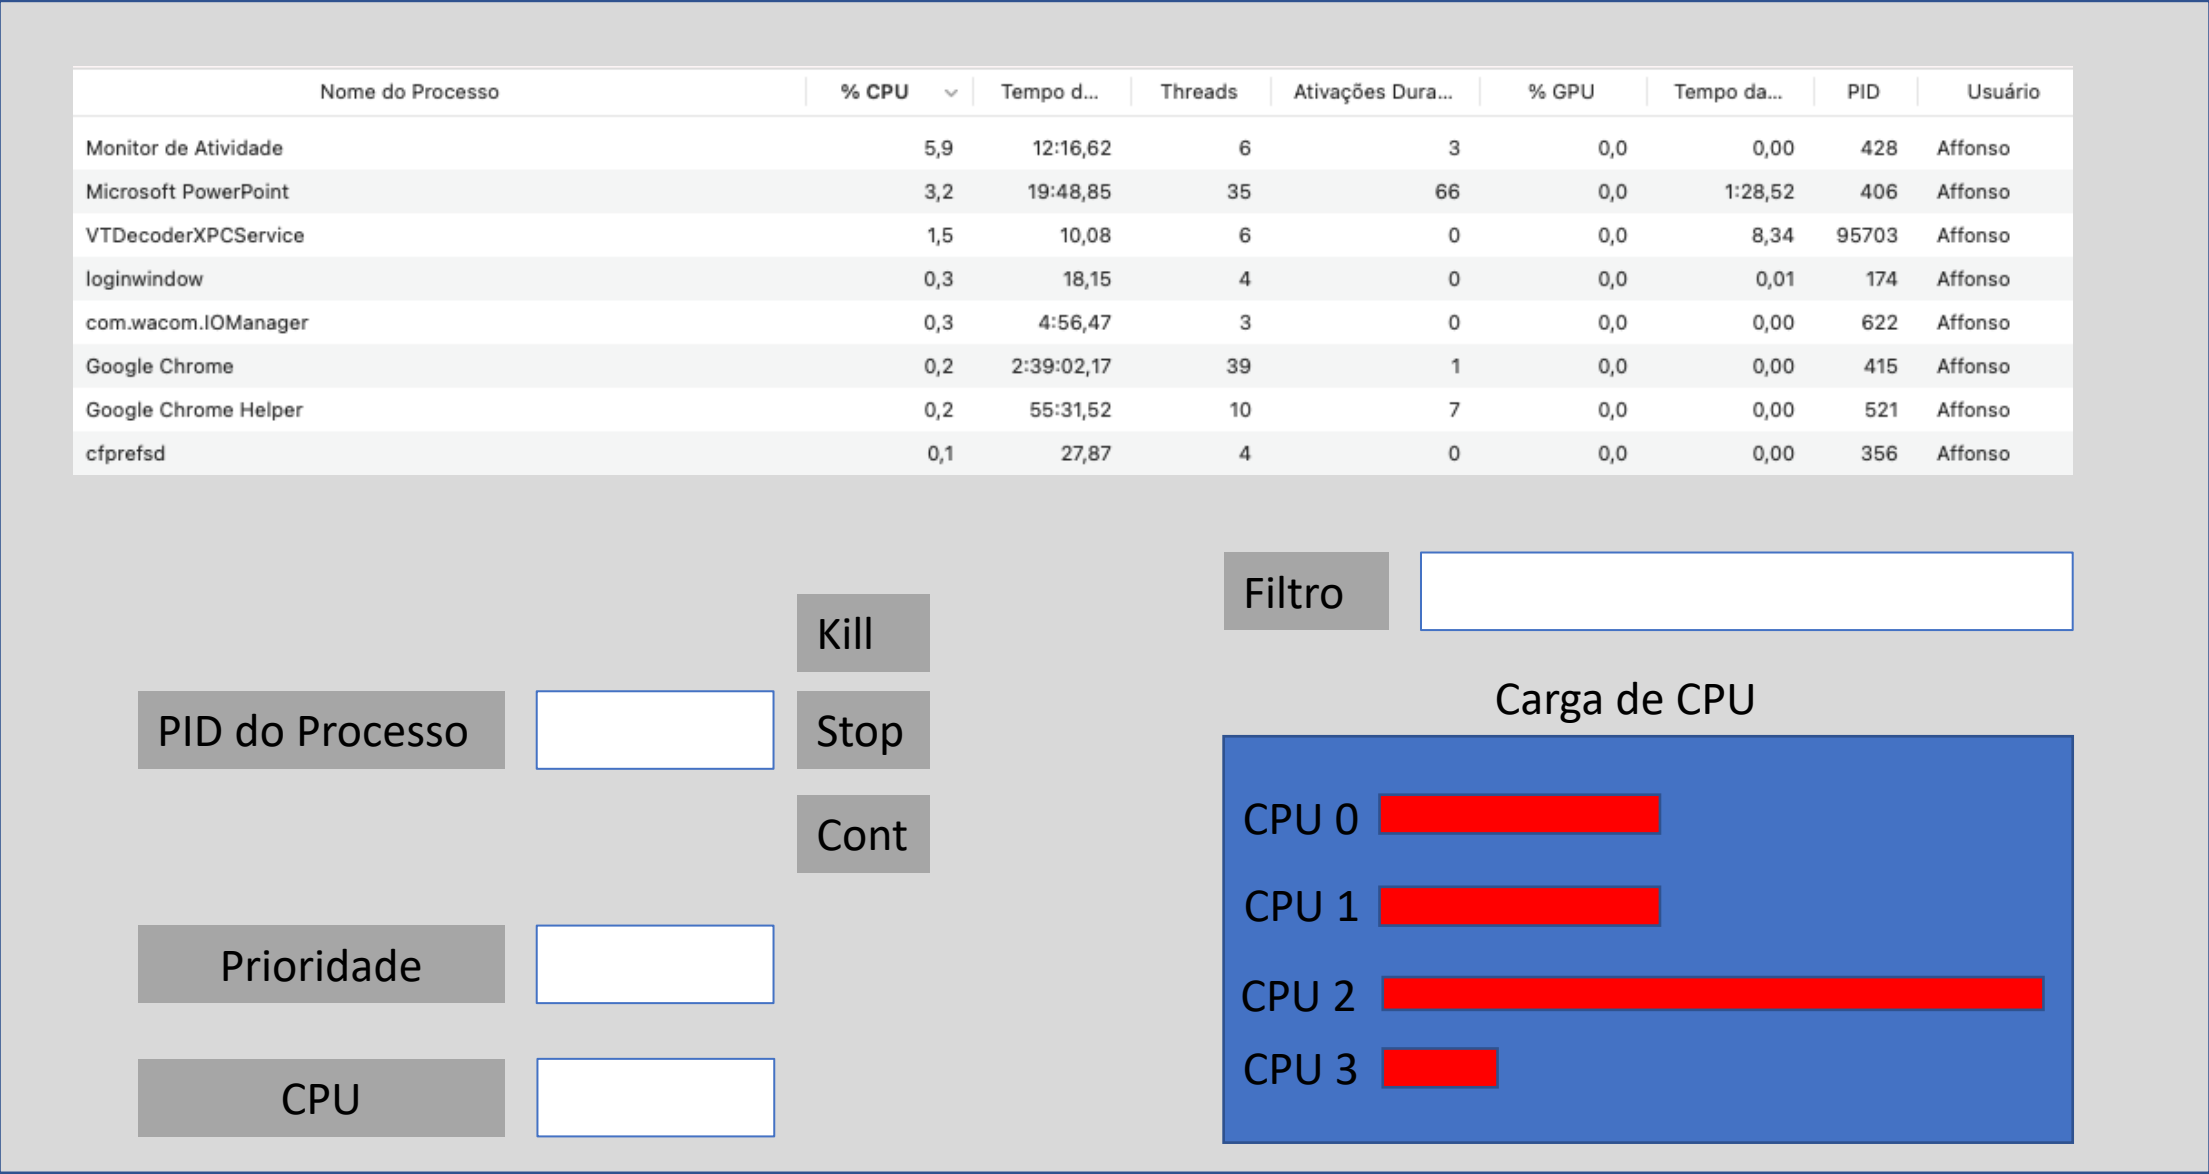 Nome do Processo % CPU Tempo d... Threads Ativações Dura... % GPU Tempo da... PID Usuário
Monitor de Atividade 5,9 12:16,62 6 3 0,0 0,00 428 Affonso
Microsoft PowerPoint 3,2 19:48,85 35 66 0,0 1:28,52 406 Affonso
VTDecoderXPCService 1,5 10,08 6 0 0,0 8,34 95703 Affonso
loginwindow 0,3 18,15 4 0 0,0 0,01 174 Affonso
com.wacom.IOManager 0,3 4:56,47 3 0 0,0 0,00 622 Affonso
Google Chrome 0,2 2:39:02,17 39 1 0,0 0,00 415 Affonso
Google Chrome Helper 0,2 55:31,52 10 7 0,0 0,00 521 Affonso
cfprefsd 0,1 27,87 4 0 0,0 0,00 356 Affonso
Kill
PID do Processo
Stop
Cont
Prioridade
CPU
Filtro
Carga de CPU
CPU 0
CPU 1
CPU 2
CPU 3